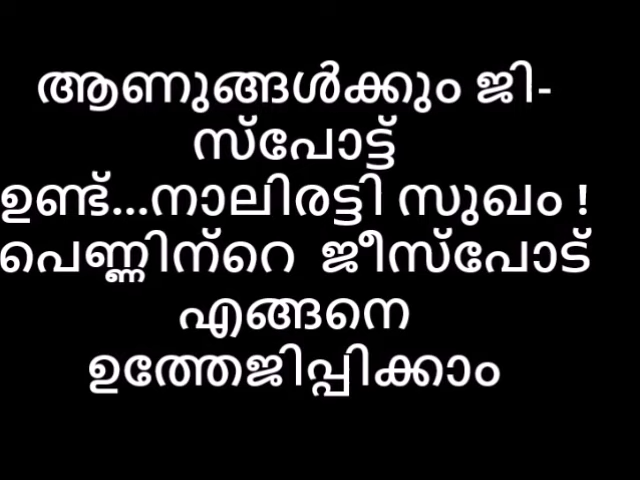 ആണുങ്ങൾക്കും ജി-
സ്പോട്ട്
ഉണ്ട്...നാലിരട്ടി സുഖം !
പെണ്ണിന്റെ ജീസ്പോട്
എങ്ങനെ
ഉത്തേജിപ്പിക്കാം